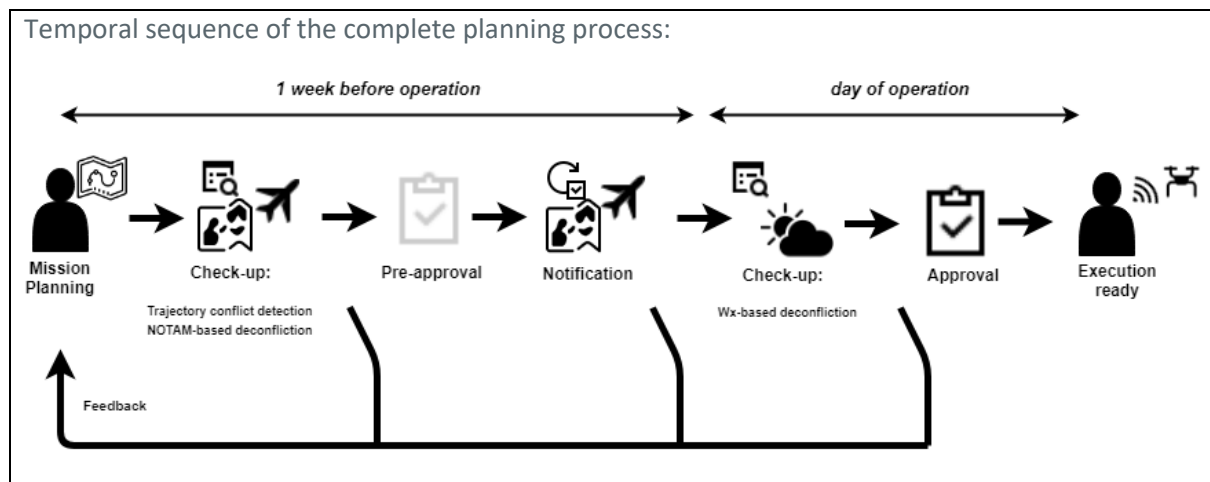 Temporal sequence of the complete planning process:
1 week before operation
day of operation
Mission
Planning
Check-up:
Trajectory conflict detection
NOTAM-based deconfliction
Pre-approval
Notification
Check-up:
Wx-based deconfliction
Approval
Execution
ready
Feedback